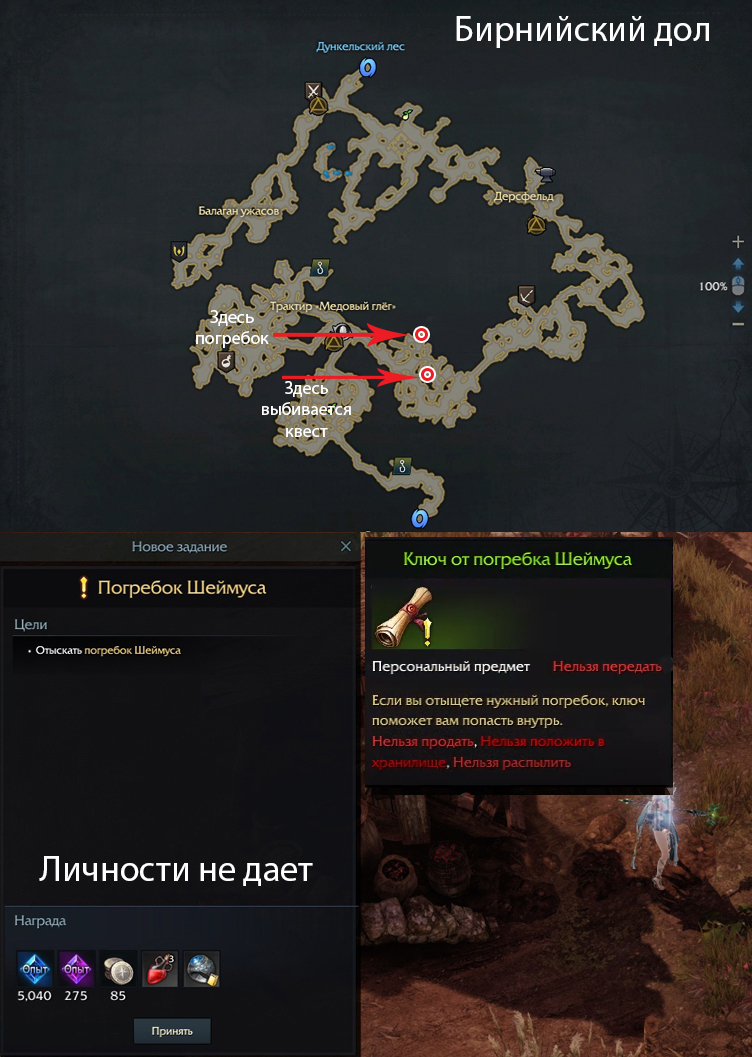 Бирнийский дол
Дункельский лес
Дерсфельд
Балаган ужасов
Трактир «Медовый глёг»
Здесь
погребок
100%
Здесь
выбивается
квест
Новое задание
Погребок Шеймуса
Цели
• Отыскать погребок Шеймуса
Личности не дает
Награда
Опыт Опыт 3
5,040 275 85
Принять
Ключ от погребка Шеймуса
Персональный предмет Нельзя передать
Если вы отыщете нужный погребок, ключ
поможет вам попасть внутрь.
Нельзя продать, Нельзя положить в
хранилище, Нельзя распылить